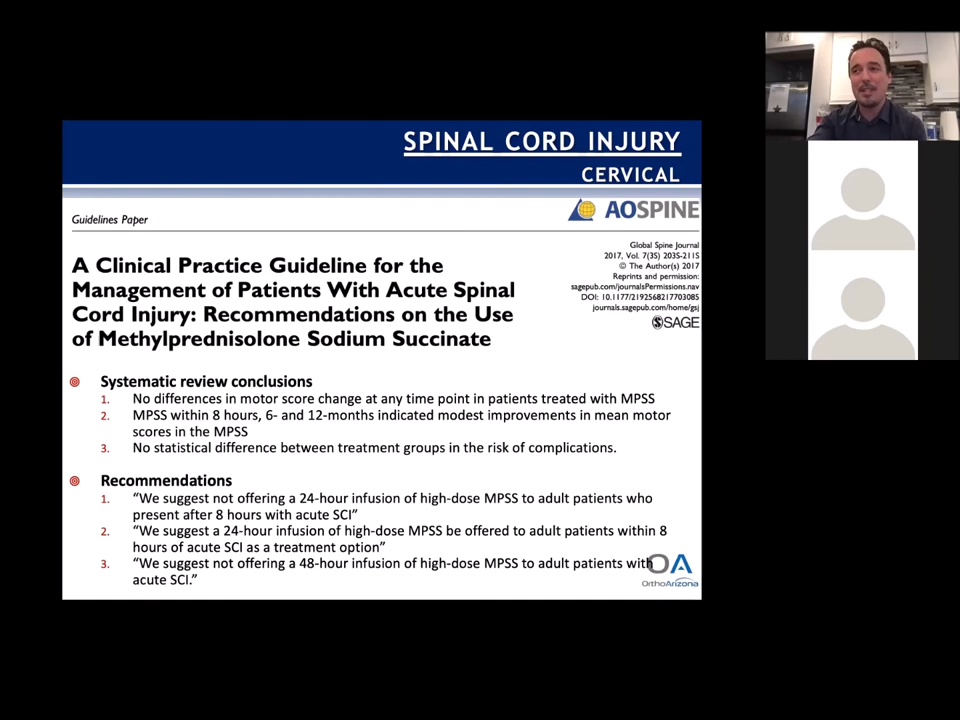 SPINAL CORD INJURY
CERVICAL
Guidelines Paper
AOSPINE
A Clinical Practice Guideline for the
Management of Patients With Acute Spinal
Cord Injury: Recommendations on the Use
of Methylprednisolone Sodium Succinate
Global Spine Journal
2017, Vol. 7(3S) 203S-211S
© The Author(s) 2017
Reprints and permission:
sagepub.com/journalsPermissions.nav
DOI: 10.1177/2192568217703085
journals.sagepub.com/home/gsj
SAGE
Systematic review conclusions
1. No differences in motor score change at any time point in patients treated with MPSS
2. MPSS within 8 hours, 6- and 12-months indicated modest improvements in mean motor
scores in the MPSS
3. No statistical difference between treatment groups in the risk of complications.
Recommendations
1. “We suggest not offering a 24-hour infusion of high-dose MPSS to adult patients who
present after 8 hours with acute SCI”
2. “We suggest a 24-hour infusion of high-dose MPSS be offered to adult patients within 8
hours of acute SCI as a treatment option”
3. “We suggest not offering a 48-hour infusion of high-dose MPSS to adult patients with
acute SCI.”
OA
OrthoArizona